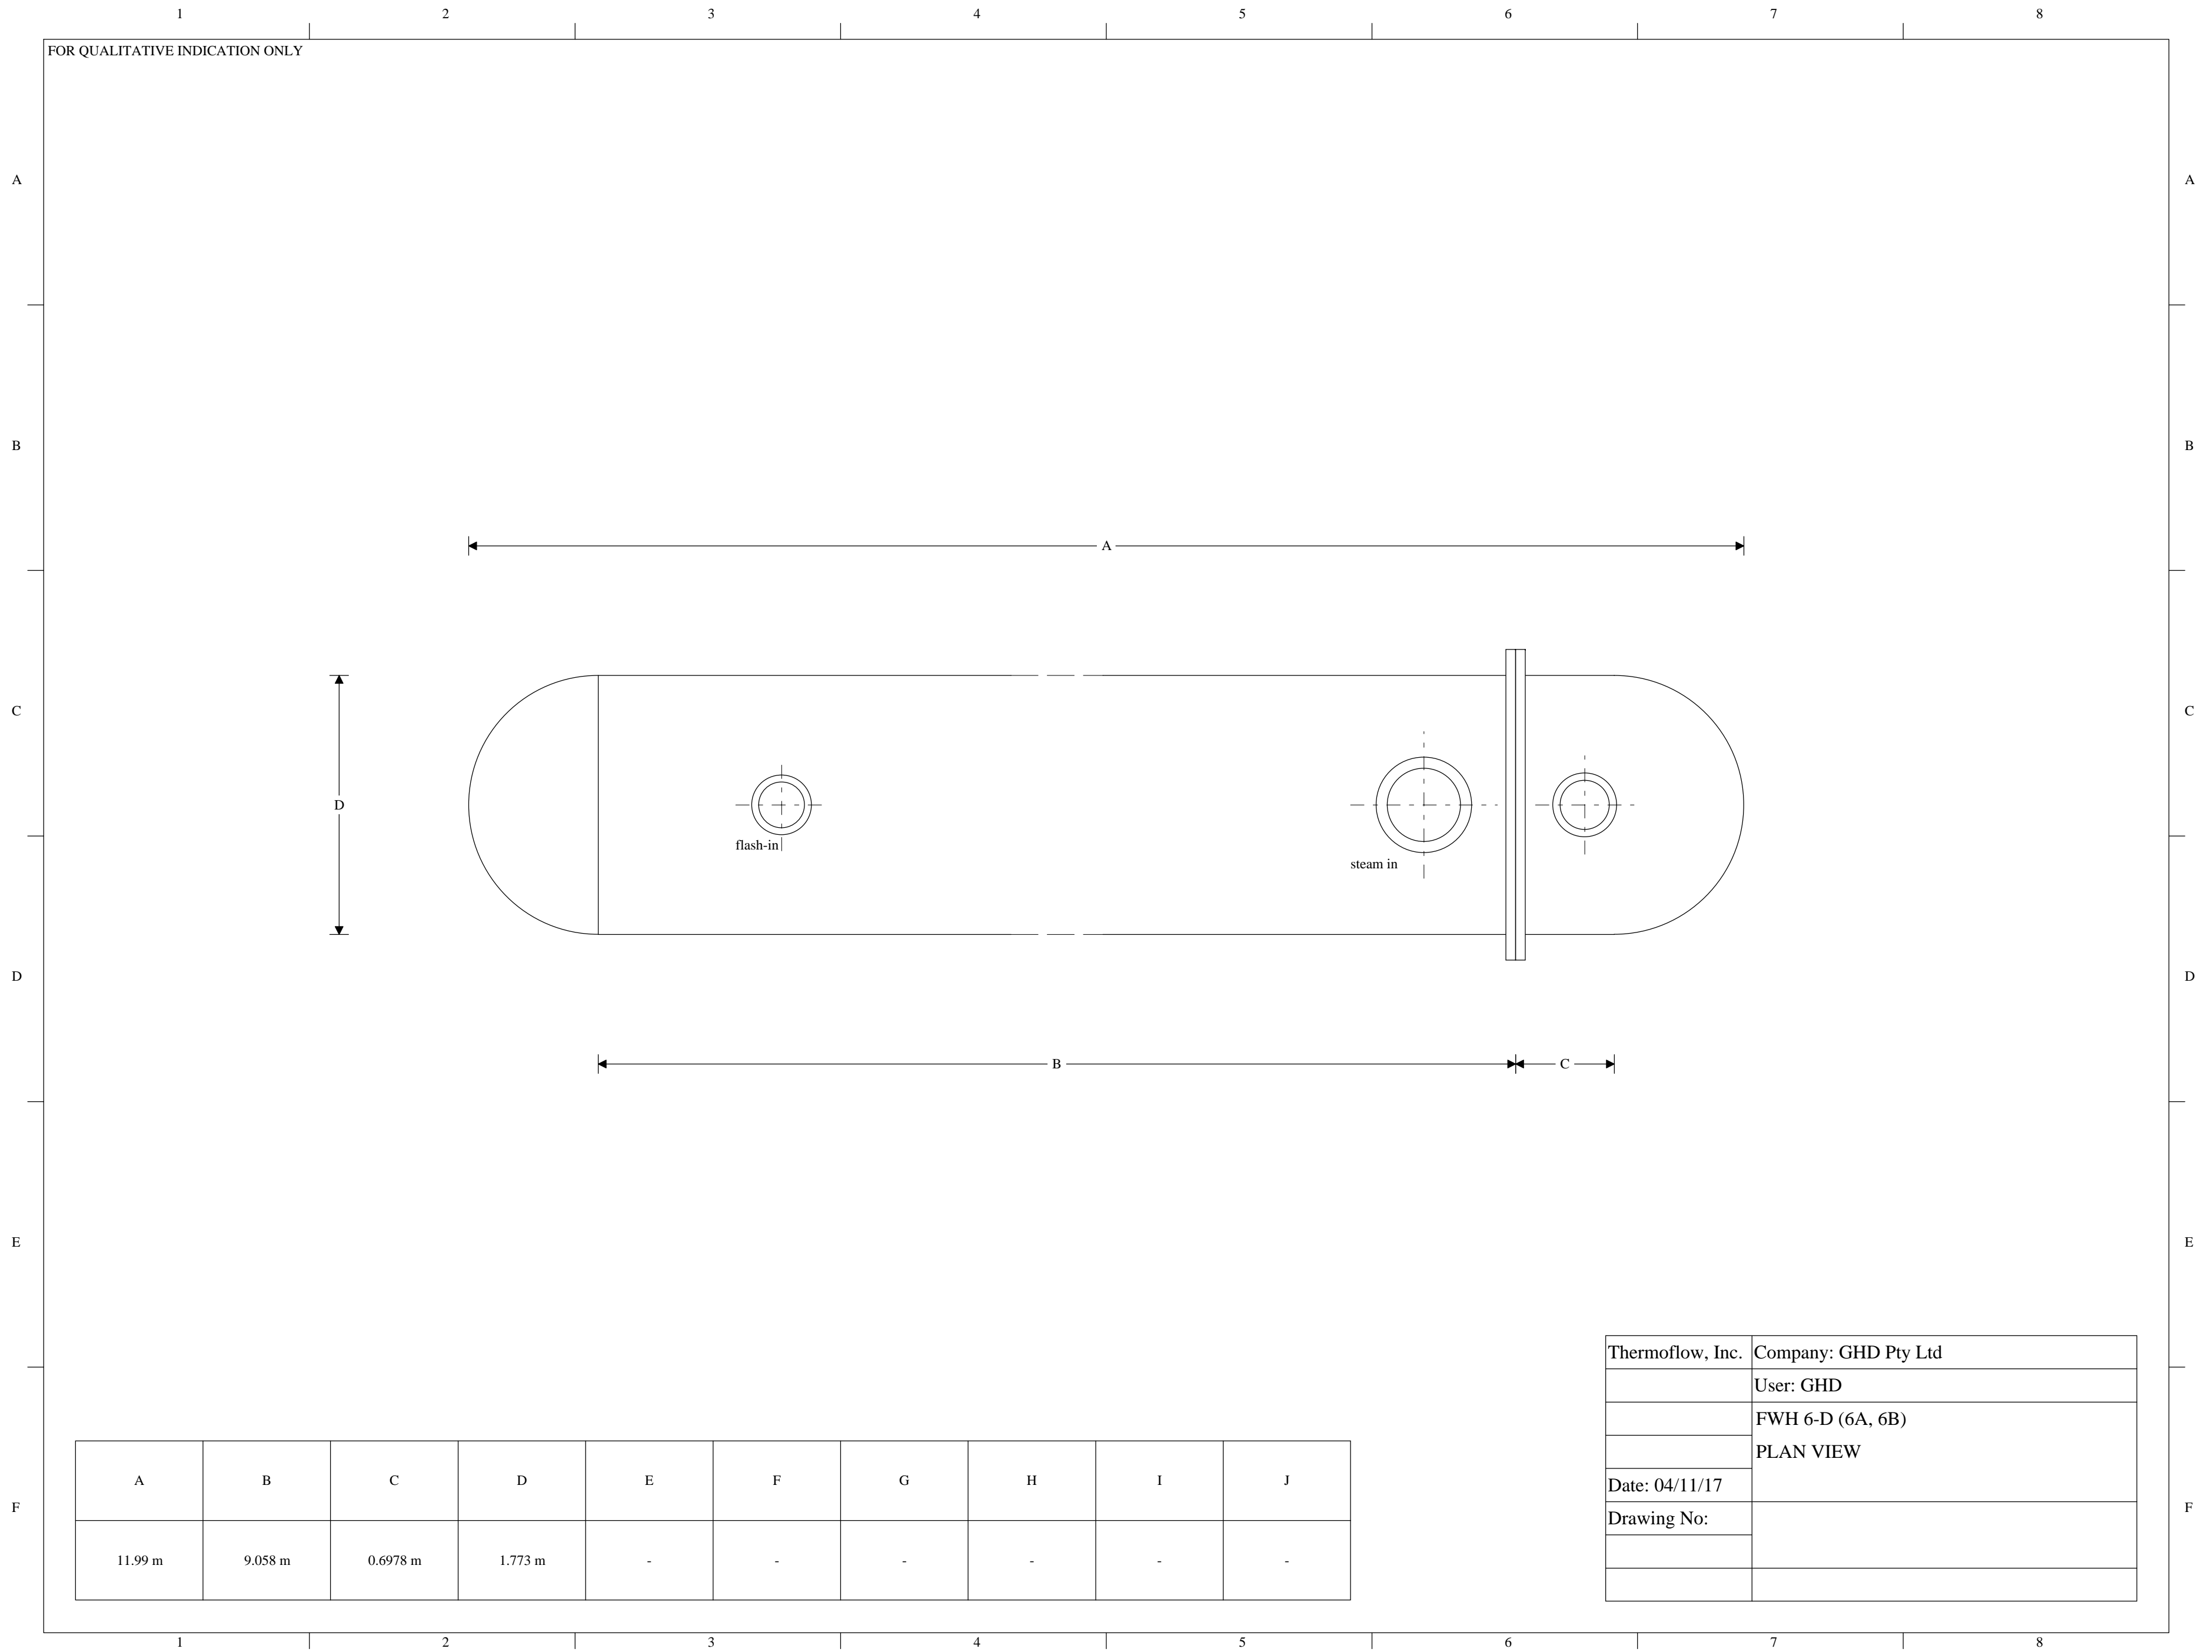 1 2 3 4 5 6 7 8
FOR QUALITATIVE INDICATION ONLY
A A
B B
A
C C
D
flash-in
steam in
D D
B C
E E
Thermoflow, Inc. Company: GHD Pty Ltd
User: GHD
FWH 6-D (6A, 6B)
PLAN VIEW
Date: 04/11/17
Drawing No:
A B C D E F G H I J
F F
11.99 m 9.058 m 0.6978 m 1.773 m - - - - - -
1 2 3 4 5 6 7 8